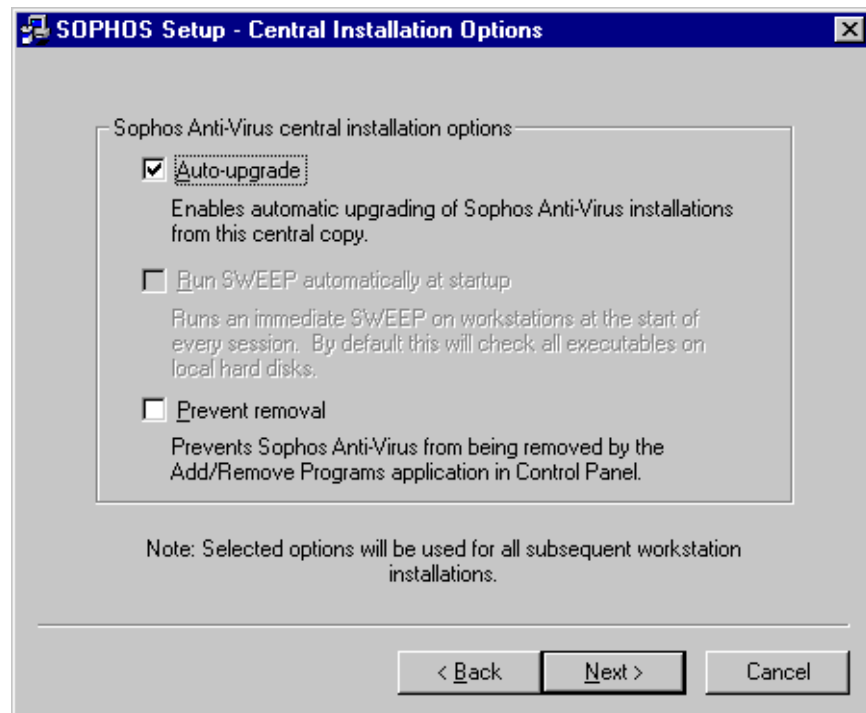 SOPHOS Setup - Central Installation Options
Sophos Anti-Virus central installation options
Auto-upgrade
Enables automatic upgrading of Sophos Anti-Virus installations
from this central copy.
Run SWEEP automatically at startup
Runs an immediate SWEEP on workstations at the start of
every session.  By default this will check all executables on
local hard disks.
Prevent removal
Prevents Sophos Anti-Virus from being removed by the
Add/Remove Programs application in Control Panel.
Note: Selected options will be used for all subsequent workstation
installations.
< Back Next > Cancel